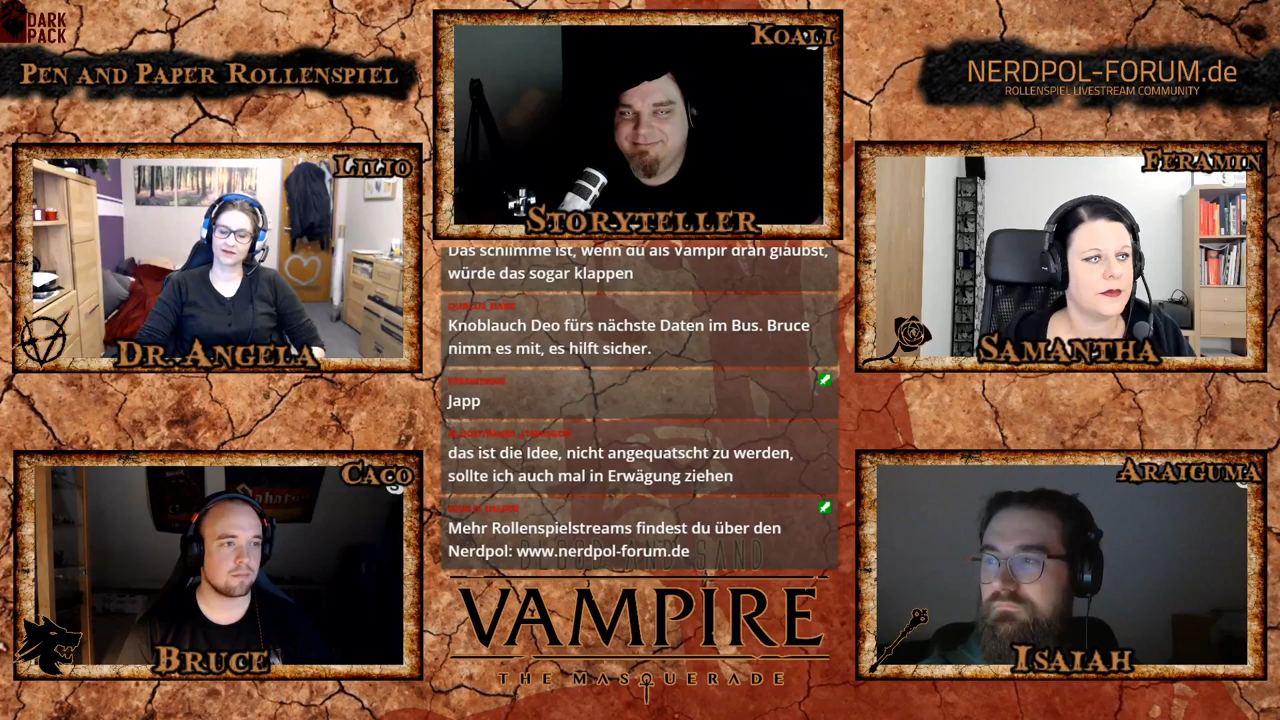 DARK
PACK
PEN AND PAPER ROLLENSPIEL
KOALI
NERDPOL-FORUM.de
ROLLENSPIEL LIVESTREAM COMMUNITY
LILIO
FERAMIN
STORYTELLER
Das schlimme ist, wenn du als Vampir dran glaubst,
würde das sogar klappen
Knoblauch Deo fürs nächste Daten im Bus. Bruce
nimm es mit, es hilft sicher.
DR. ANGELA
SAMANTHA
Japp
das ist die Idee, nicht angequatscht zu werden,
sollte ich auch mal in Erwägung ziehen
CACO
ARAIGUMA
Sabaton
Mehr Rollenspielstreams findest du über den
Nerdpol: www.nerdpol-forum.de
BLOOD AND SAND
VAMPIRE
THE MASQUERADE
BRUCE
ISAIAH